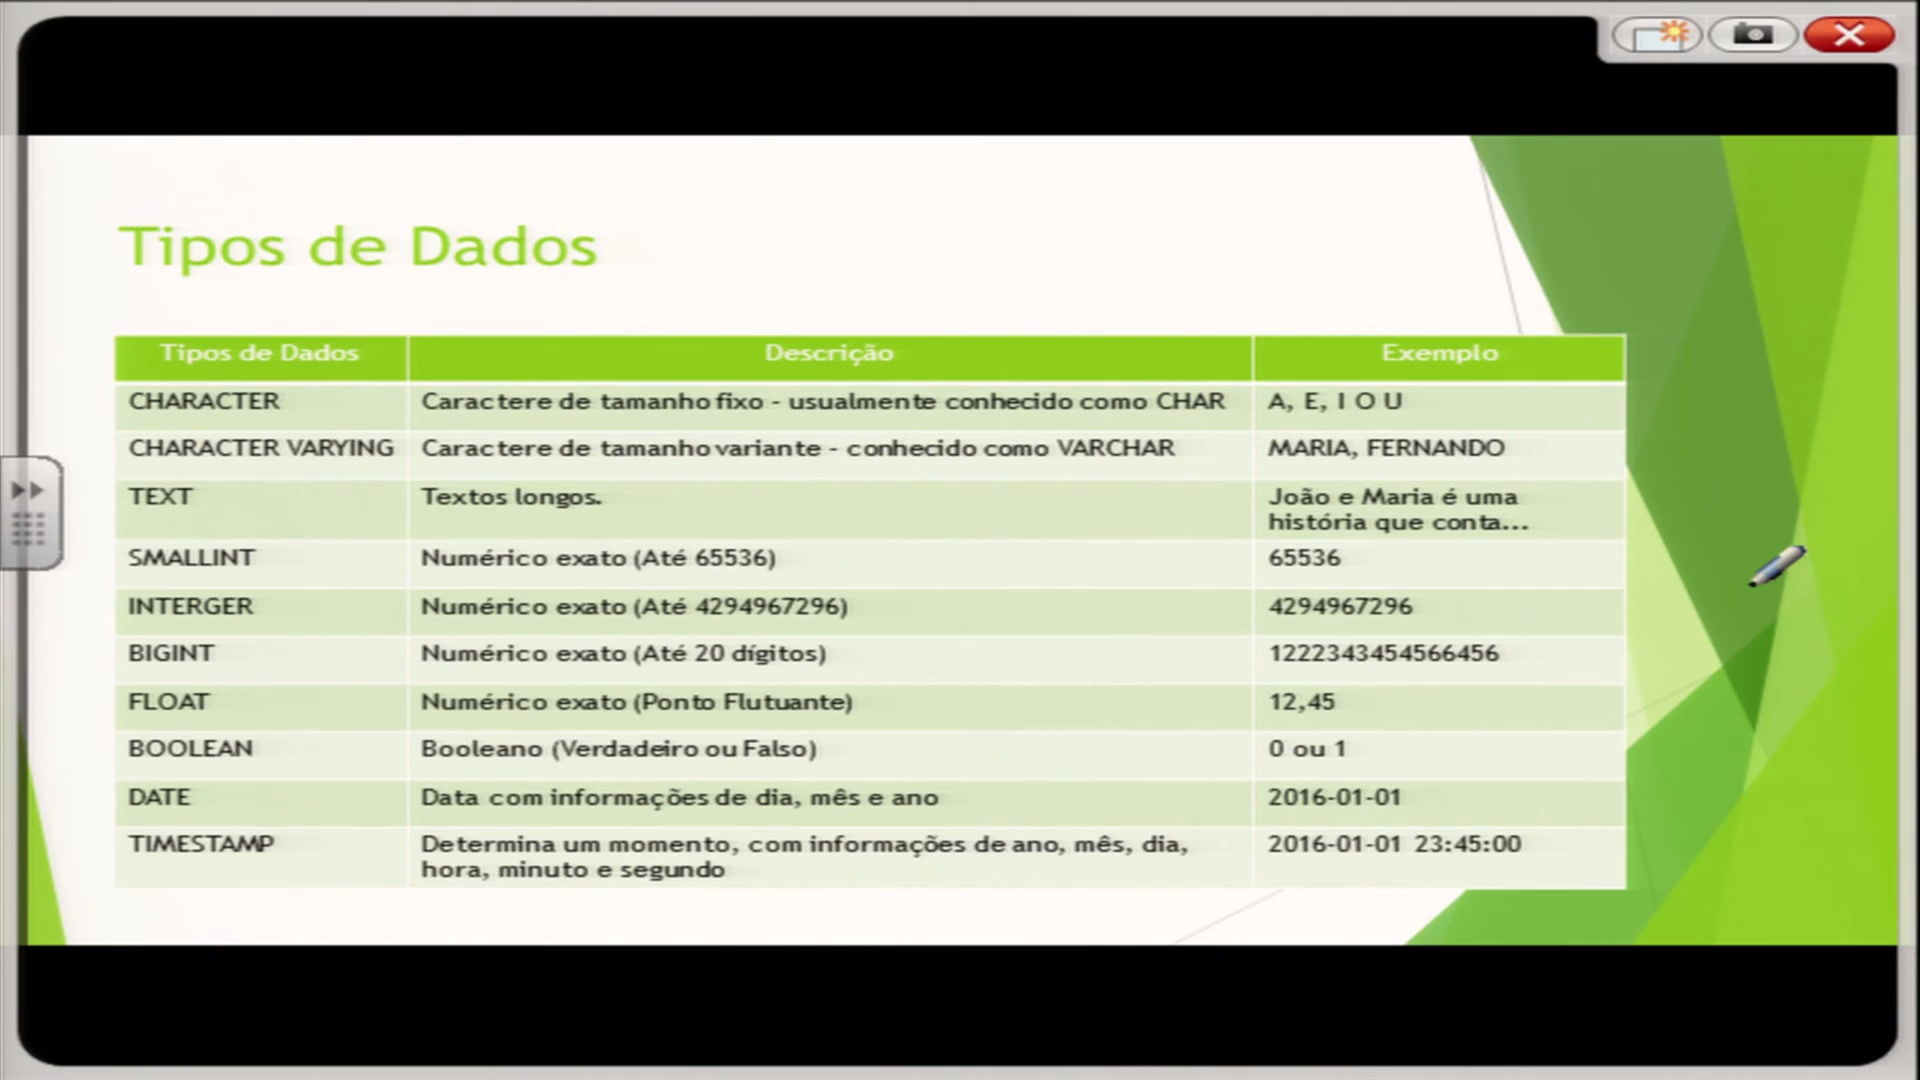 Tipos de Dados
Tipos de Dados Descrição Exemplo
CHARACTER Caractere de tamanho fixo - usualmente conhecido como CHAR A, E, I O U
CHARACTER VARYING Caractere de tamanho variante - conhecido como VARCHAR MARIA, FERNANDO
TEXT Textos longos. João e Maria é uma
história que conta...
SMALLINT Numérico exato (Até 65536) 65536
INTERGER Numérico exato (Até 4294967296) 4294967296
BIGINT Numérico exato (Até 20 dígitos) 1222343454566456
FLOAT Numérico exato (Ponto Flutuante) 12,45
BOOLEAN Booleano (Verdadeiro ou Falso) 0 ou 1
DATE Data com informações de dia, mês e ano 2016-01-01
TIMESTAMP Determina um momento, com informações de ano, mês, dia, 2016-01-01 23:45:00
hora, minuto e segundo